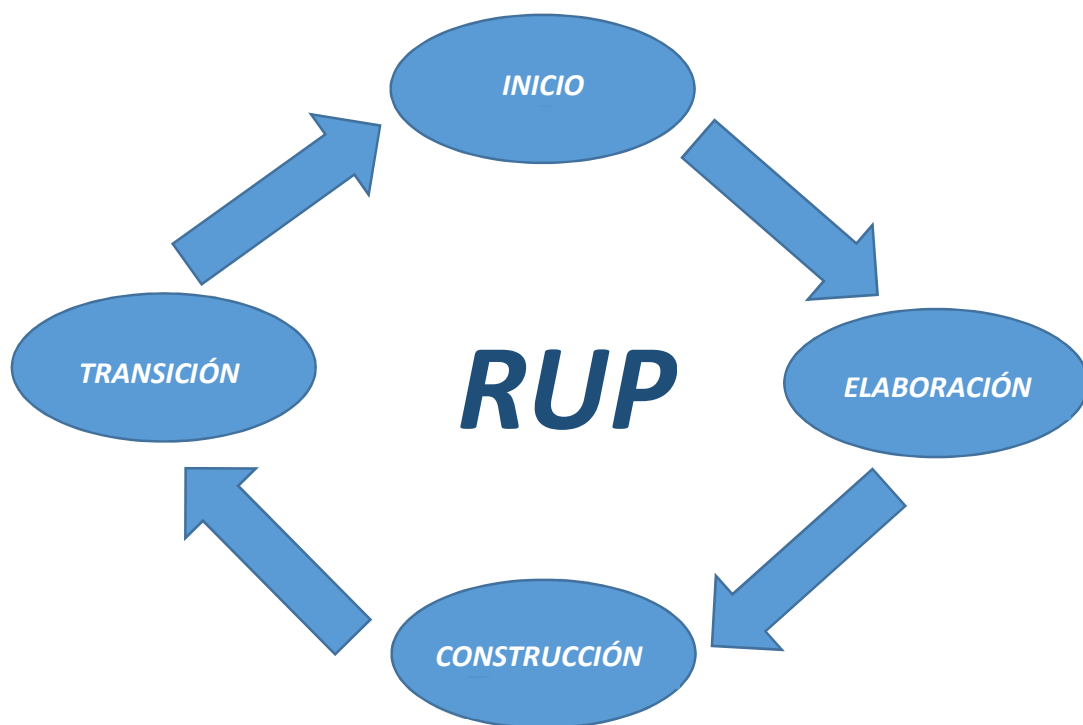 INICIO
ELABORACIÓN
CONSTRUCCIÓN
TRANSICIÓN
RUP